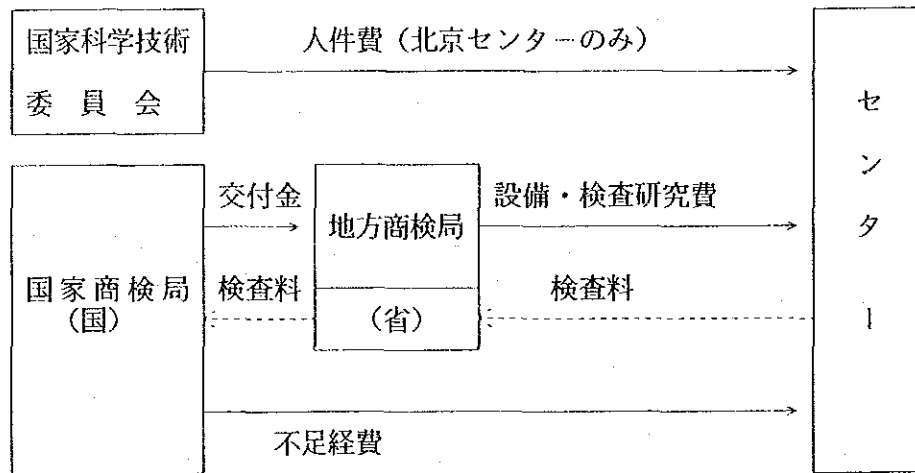 国家科学技術
委員会
人件費（北京センターのみ）
センター
国家商検局
（国）
交付金
検査料
地方商検局
（省）
設備・検査研究費
検査料
不足経費